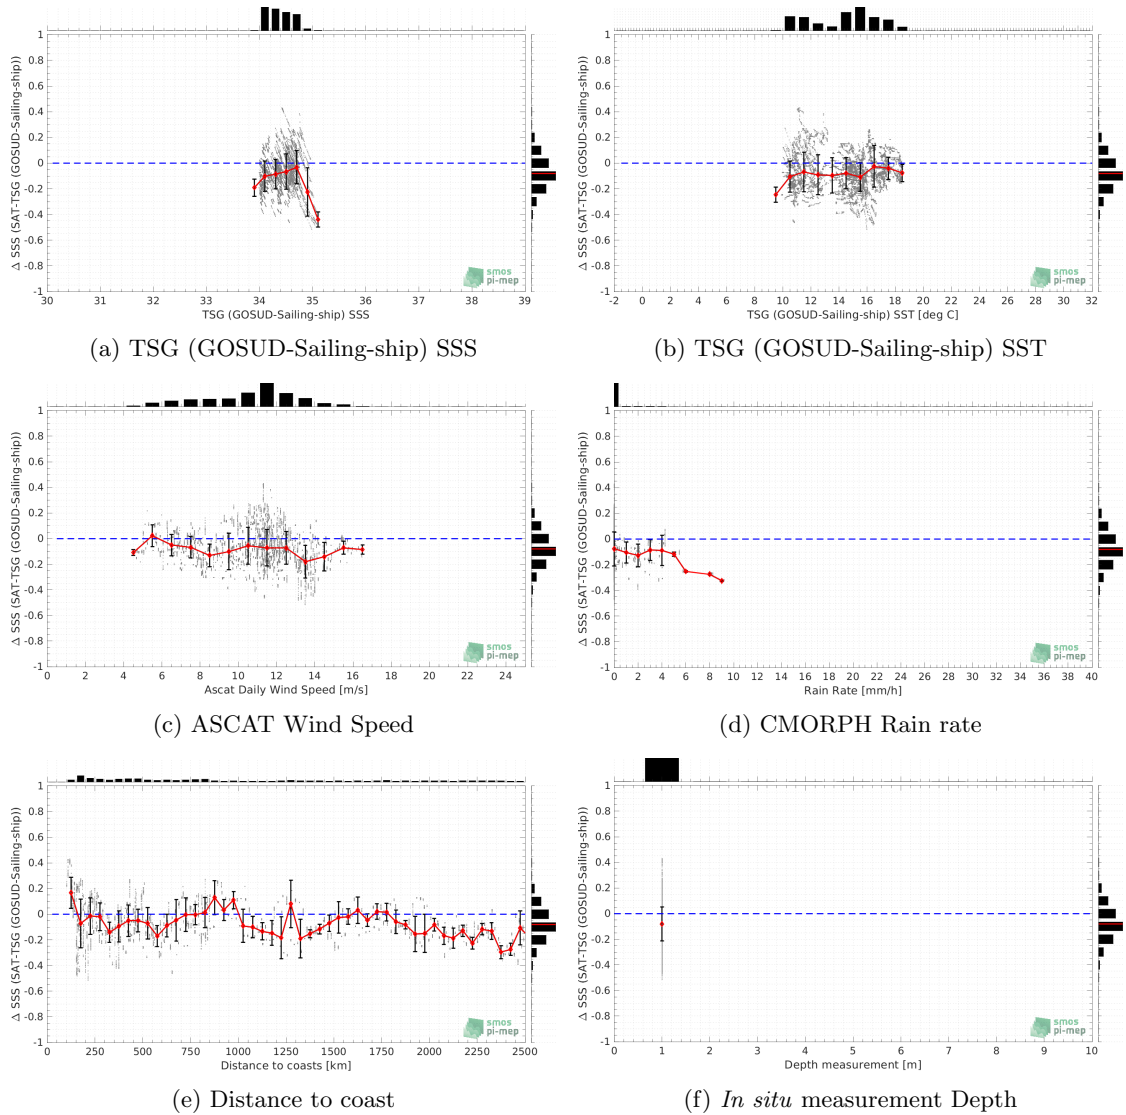 Δ SSS (SAT-TSG (GOSUD-Sailing-ship))
1
0.8
0.6
0.4
0.2
0
-0.2
-0.4
-0.6
-0.8
-1
30 31 32 33 34 35 36 37 38 39
TSG (GOSUD-Sailing-ship) SSS
smos
pi-mep
(a) TSG (GOSUD-Sailing-ship) SSS
Δ SSS (SAT-TSG (GOSUD-Sailing-ship))
1
0.8
0.6
0.4
0.2
0
-0.2
-0.4
-0.6
-0.8
-1
-2 0 2 4 6 8 10 12 14 16 18 20 22 24 26 28 30 32
TSG (GOSUD-Sailing-ship) SST [deg C]
smos
pi-mep
(b) TSG (GOSUD-Sailing-ship) SST
Δ SSS (SAT-TSG (GOSUD-Sailing-ship))
1
0.8
0.6
0.4
0.2
0
-0.2
-0.4
-0.6
-0.8
-1
0 2 4 6 8 10 12 14 16 18 20 22 24
Ascat Daily Wind Speed [m/s]
smos
pi-mep
(c) ASCAT Wind Speed
Δ SSS (SAT-TSG (GOSUD-Sailing-ship))
1
0.8
0.6
0.4
0.2
0
-0.2
-0.4
-0.6
-0.8
-1
0 2 4 6 8 10 12 14 16 18 20 22 24 26 28 30 32 34 36 38 40
Rain Rate [mm/h]
smos
pi-mep
(d) CMORPH Rain rate
Δ SSS (SAT-TSG (GOSUD-Sailing-ship))
1
0.8
0.6
0.4
0.2
0
-0.2
-0.4
-0.6
-0.8
-1
0 250 500 750 1000 1250 1500 1750 2000 2250 2500
Distance to coasts [km]
smos
pi-mep
(e) Distance to coast
Δ SSS (SAT-TSG (GOSUD-Sailing-ship))
1
0.8
0.6
0.4
0.2
0
-0.2
-0.4
-0.6
-0.8
-1
0 1 2 3 4 5 6 7 8 9 10
Depth measurement [m]
smos
pi-mep
(f) In situ measurement Depth